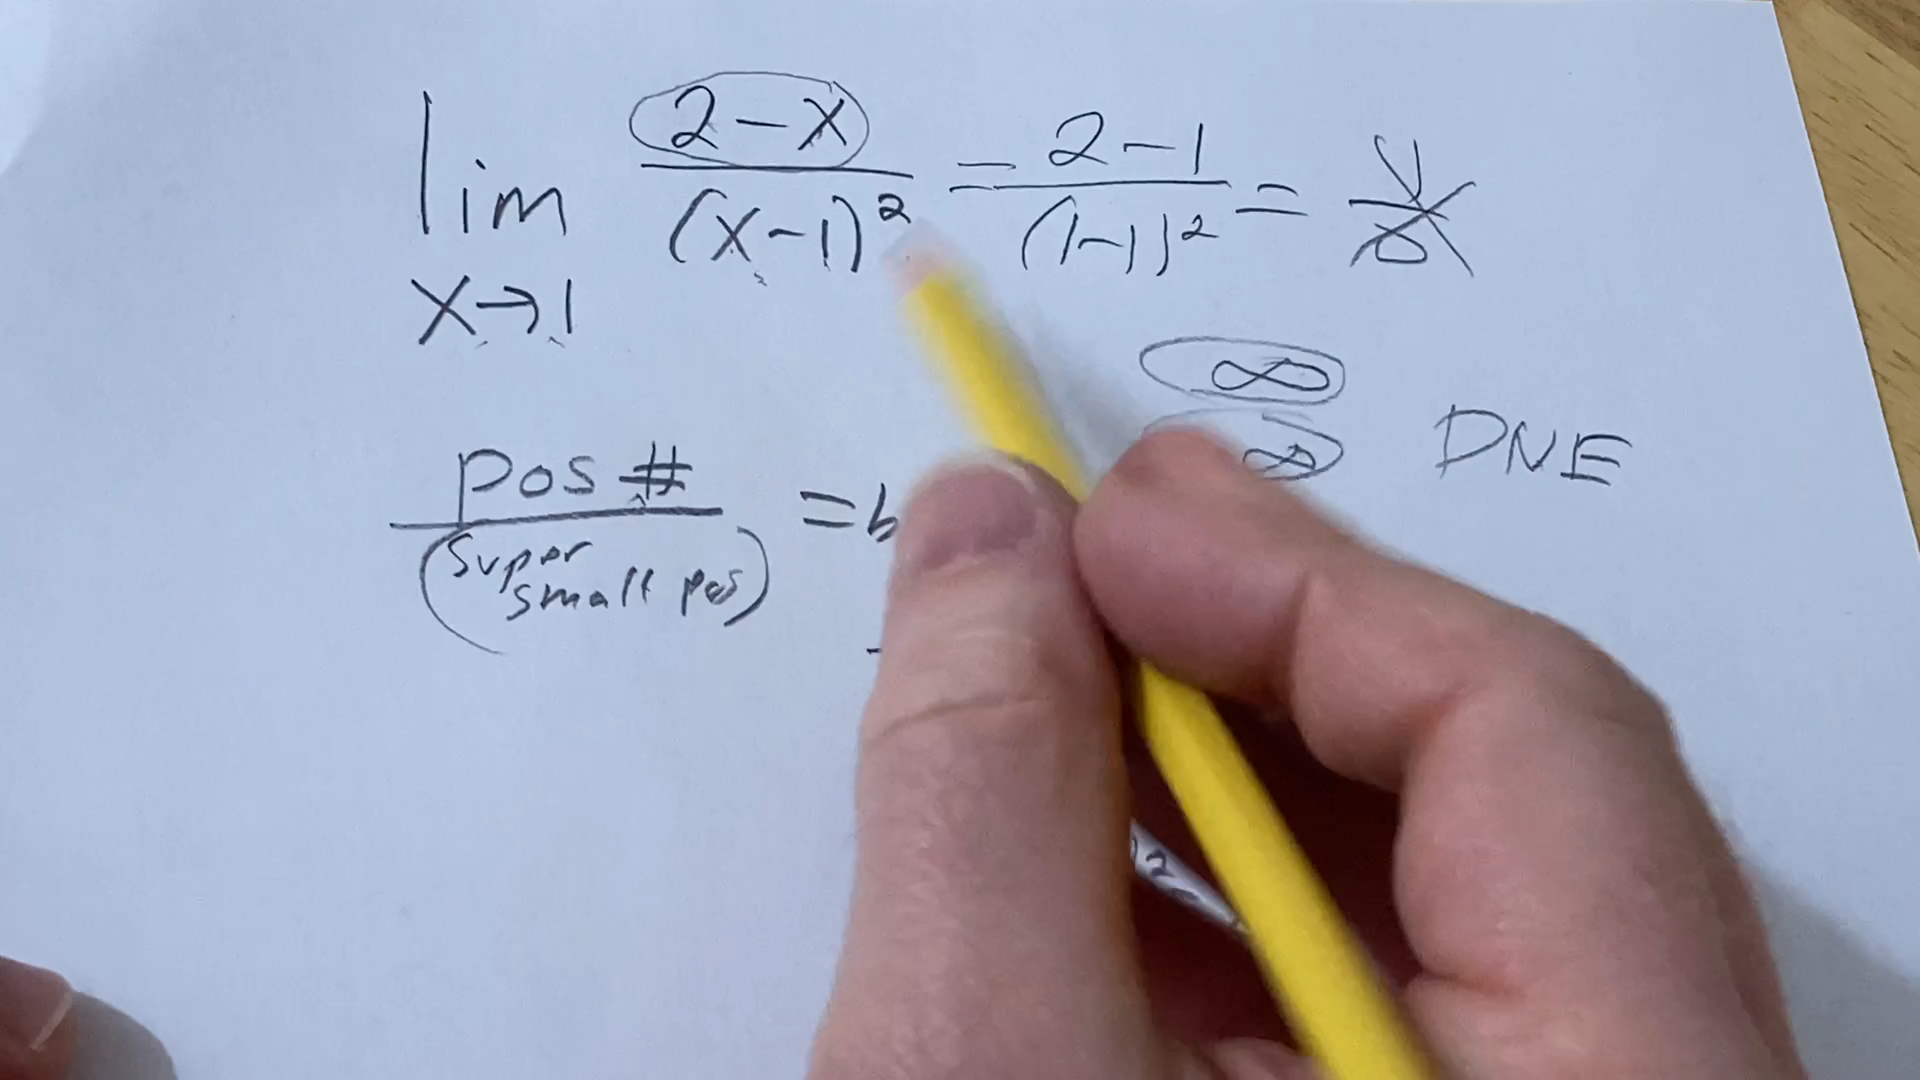 lim x→1 (2-x)/(x-1)² = (2-1)/(1-1)² = 1/0
∞
∞ DNE
pos # / (super small pos) = b